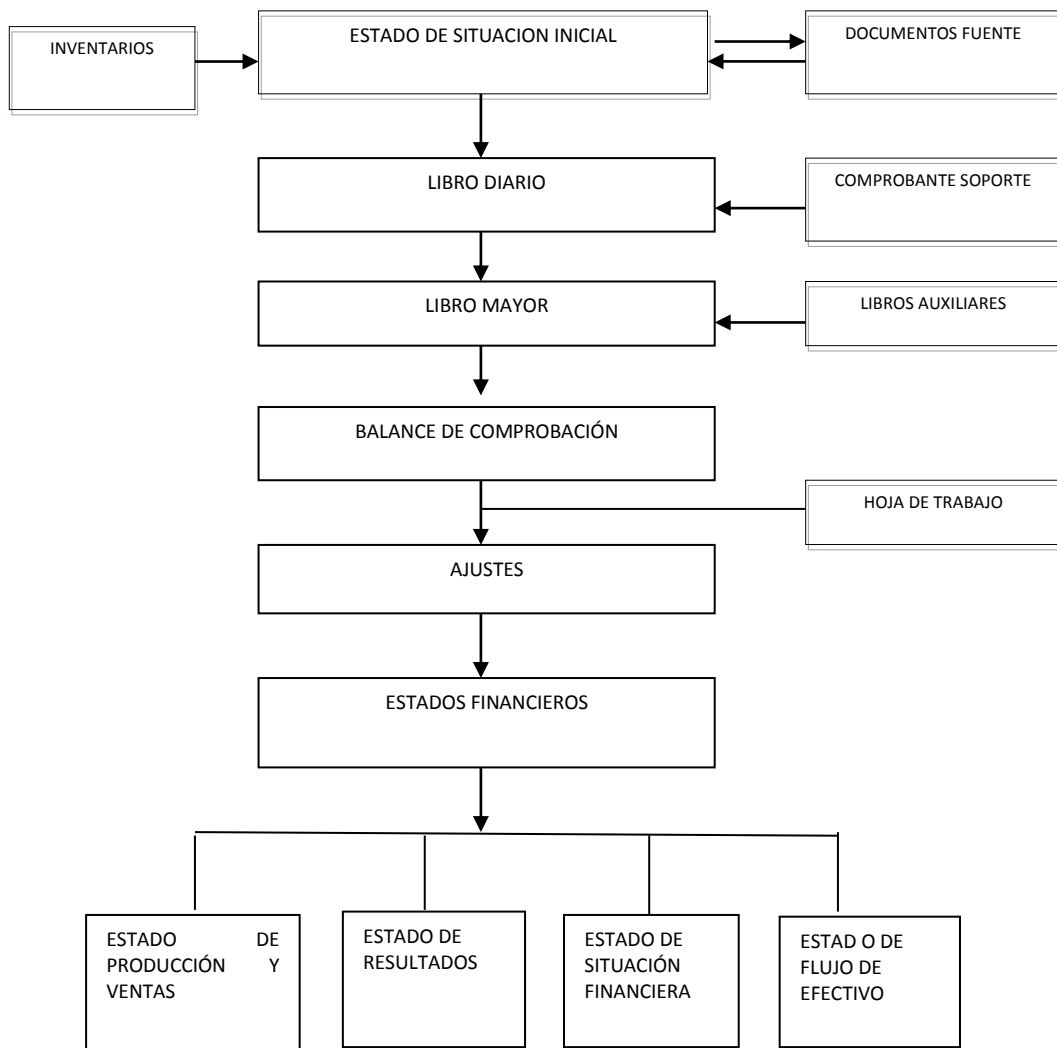 INVENTARIOS
ESTADO DE SITUACION INICIAL
DOCUMENTOS FUENTE
LIBRO DIARIO
COMPROBANTE SOPORTE
LIBRO MAYOR
LIBROS AUXILIARES
BALANCE DE COMPROBACIÓN
HOJA DE TRABAJO
AJUSTES
ESTADOS FINANCIEROS
ESTADO DE
PRODUCCIÓN Y
VENTAS
ESTADO DE
RESULTADOS
ESTADO DE
SITUACIÓN
FINANCIERA
ESTAD O DE
FLUJO DE
EFECTIVO